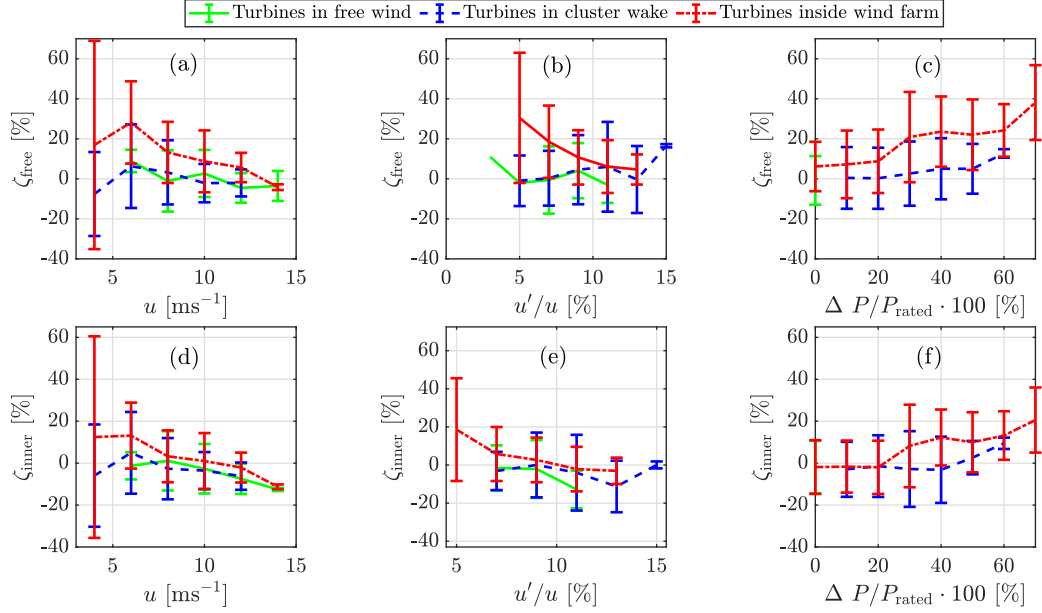 Turbines in free wind Turbines in cluster wake Turbines inside wind farm
(a) (b) (c)
60 60 60
40 40 40
20 20 20
0 0 0
-20 -20 -20
-40 -40 -40
ζfree [%] ζfree [%] ζfree [%]
5 10 15 0 5 10 15 0 20 40 60
u [ms⁻¹] u′/u [%] Δ P/Prated · 100 [%]
(d) (e) (f)
60 60 60
40 40 40
20 20 20
0 0 0
-20 -20 -20
-40 -40 -40
ζinner [%] ζinner [%] ζinner [%]
5 10 15 5 10 15 0 20 40 60
u [ms⁻¹] u′/u [%] Δ P/Prated · 100 [%]